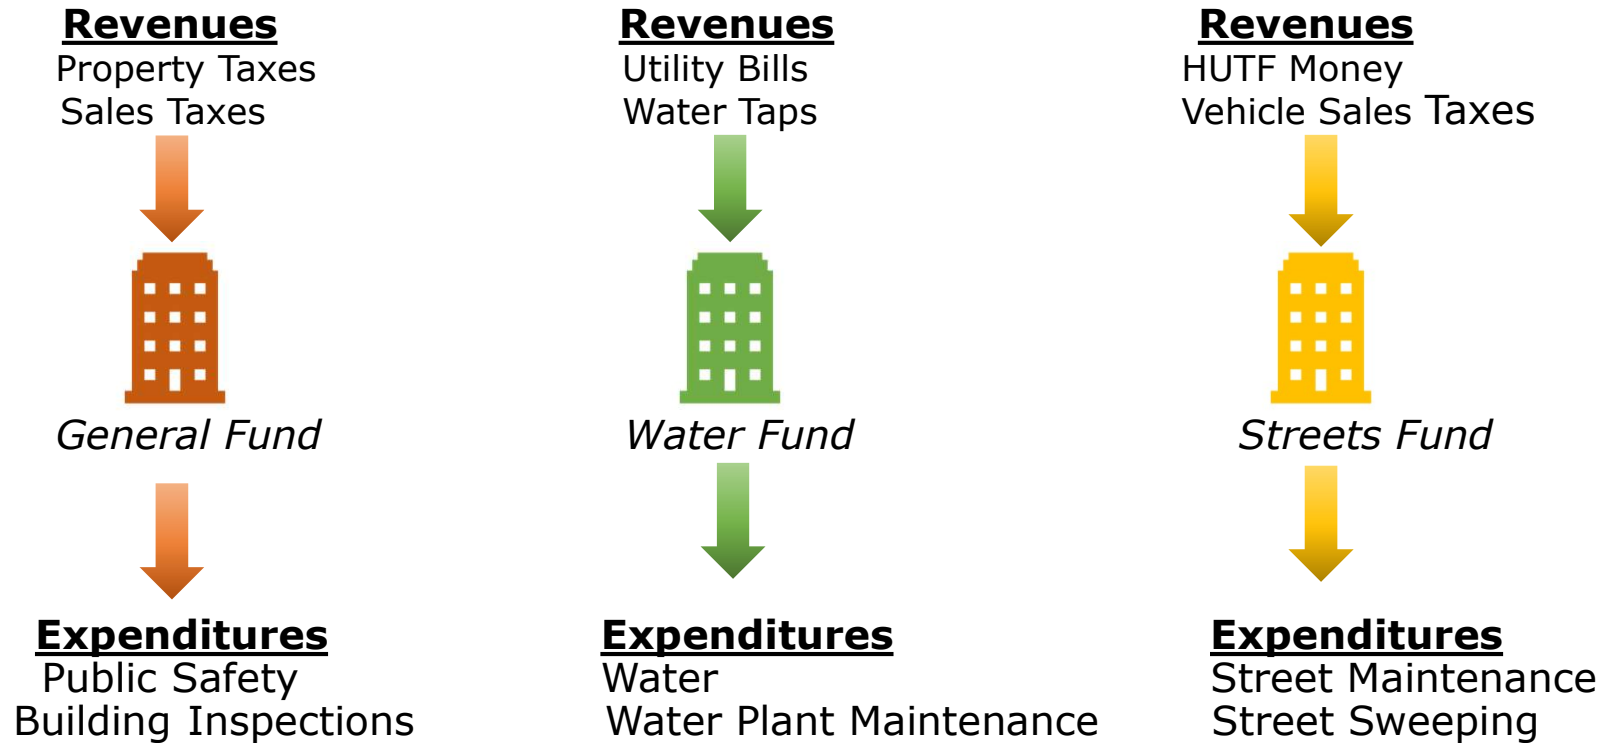 Revenues
Property Taxes
Sales Taxes
General Fund
Expenditures
Public Safety
Building Inspections
Revenues
Utility Bills
Water Taps
Water Fund
Expenditures
Water
Water Plant Maintenance
Revenues
HUTF Money
Vehicle Sales Taxes
Streets Fund
Expenditures
Street Maintenance
Street Sweeping